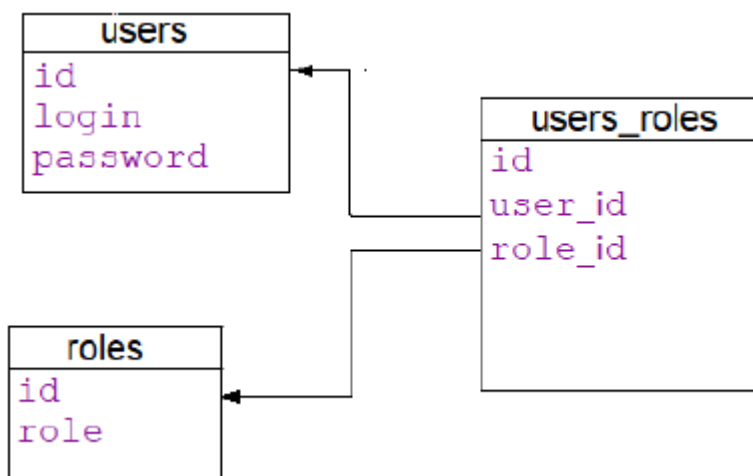 users
id
login
password
users_roles
id
user_id
role_id
roles
id
role